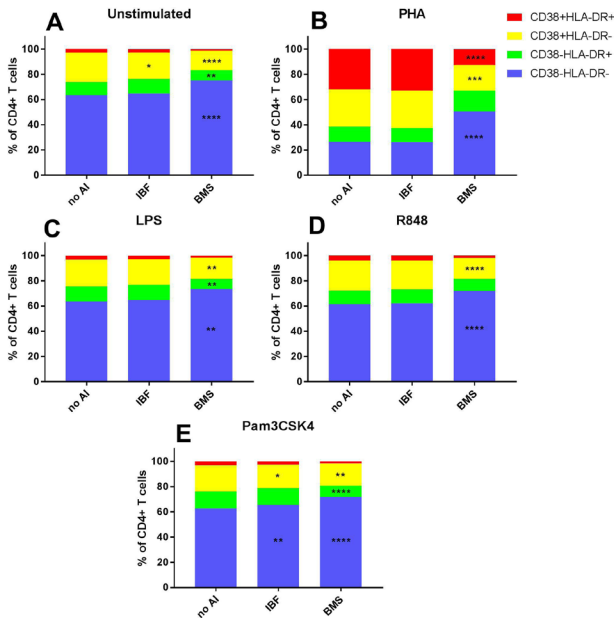 A
Unstimulated
% of CD4+ T cells
100
80
60
40
20
0
*
****
**
****
no AI
IBF
BMS
B
PHA
% of CD4+ T cells
100
80
60
40
20
0
****
***
****
no AI
IBF
BMS
CD38+HLA-DR+
CD38+HLA-DR-
CD38-HLA-DR+
CD38-HLA-DR-
C
LPS
% of CD4+ T cells
100
80
60
40
20
0
**
**
**
no AI
IBF
BMS
D
R848
% of CD4+ T cells
100
80
60
40
20
0
****
****
no AI
IBF
BMS
E
Pam3CSK4
% of CD4+ T cells
100
80
60
40
20
0
*
**
**
****
****
no AI
IBF
BMS